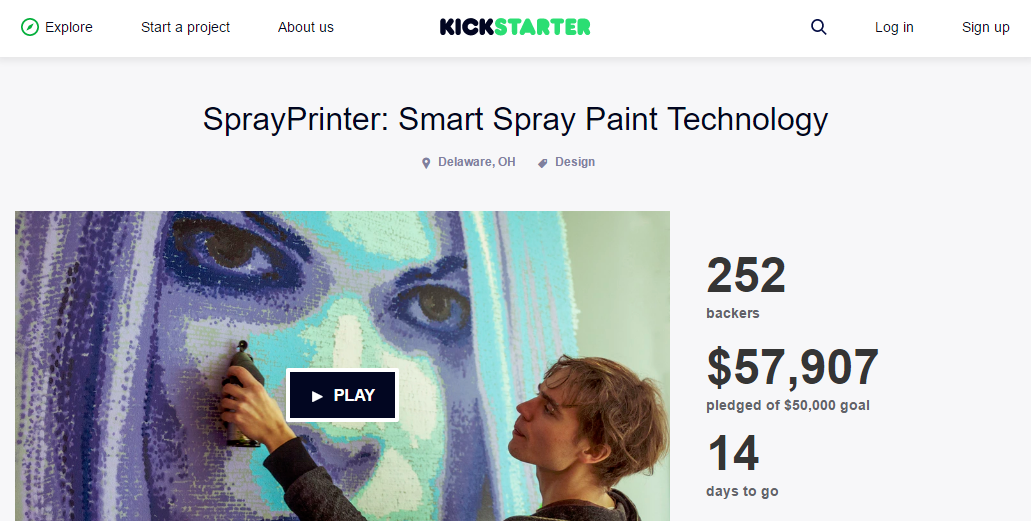 Explore Start a project About us KICKSTARTER Log in Sign up
SprayPrinter: Smart Spray Paint Technology
Delaware, OH Design
252
backers
$57,907
pledged of $50,000 goal
14
days to go
PLAY